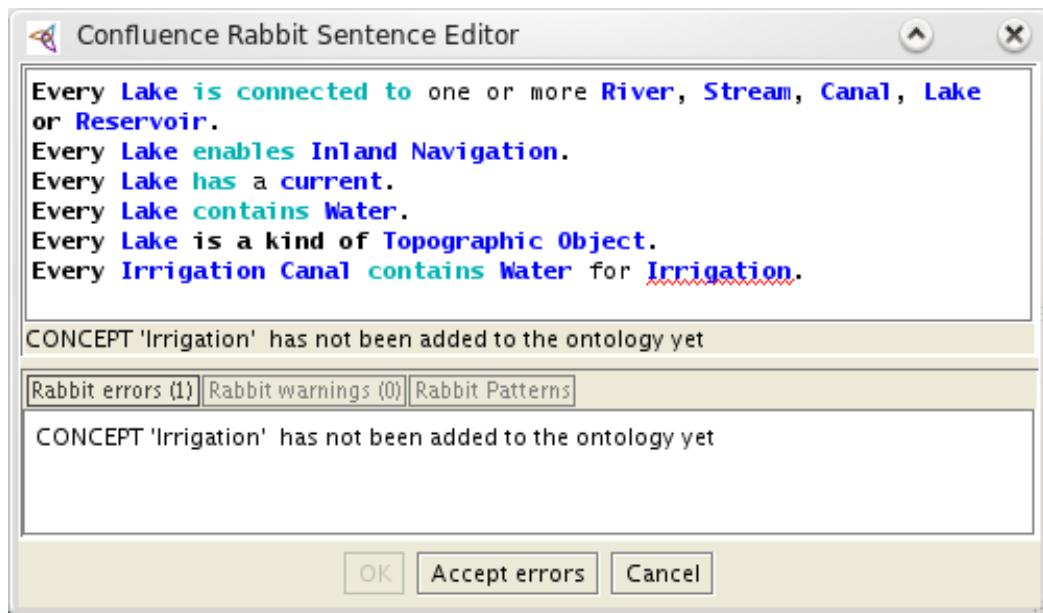 Confluence Rabbit Sentence Editor
Every Lake is connected to one or more River, Stream, Canal, Lake
or Reservoir.
Every Lake enables Inland Navigation.
Every Lake has a current.
Every Lake contains Water.
Every Lake is a kind of Topographic Object.
Every Irrigation Canal contains Water for Irrigation.
CONCEPT 'Irrigation' has not been added to the ontology yet
Rabbit errors (1) Rabbit warnings (0) Rabbit Patterns
CONCEPT 'Irrigation' has not been added to the ontology yet
OK Accept errors Cancel